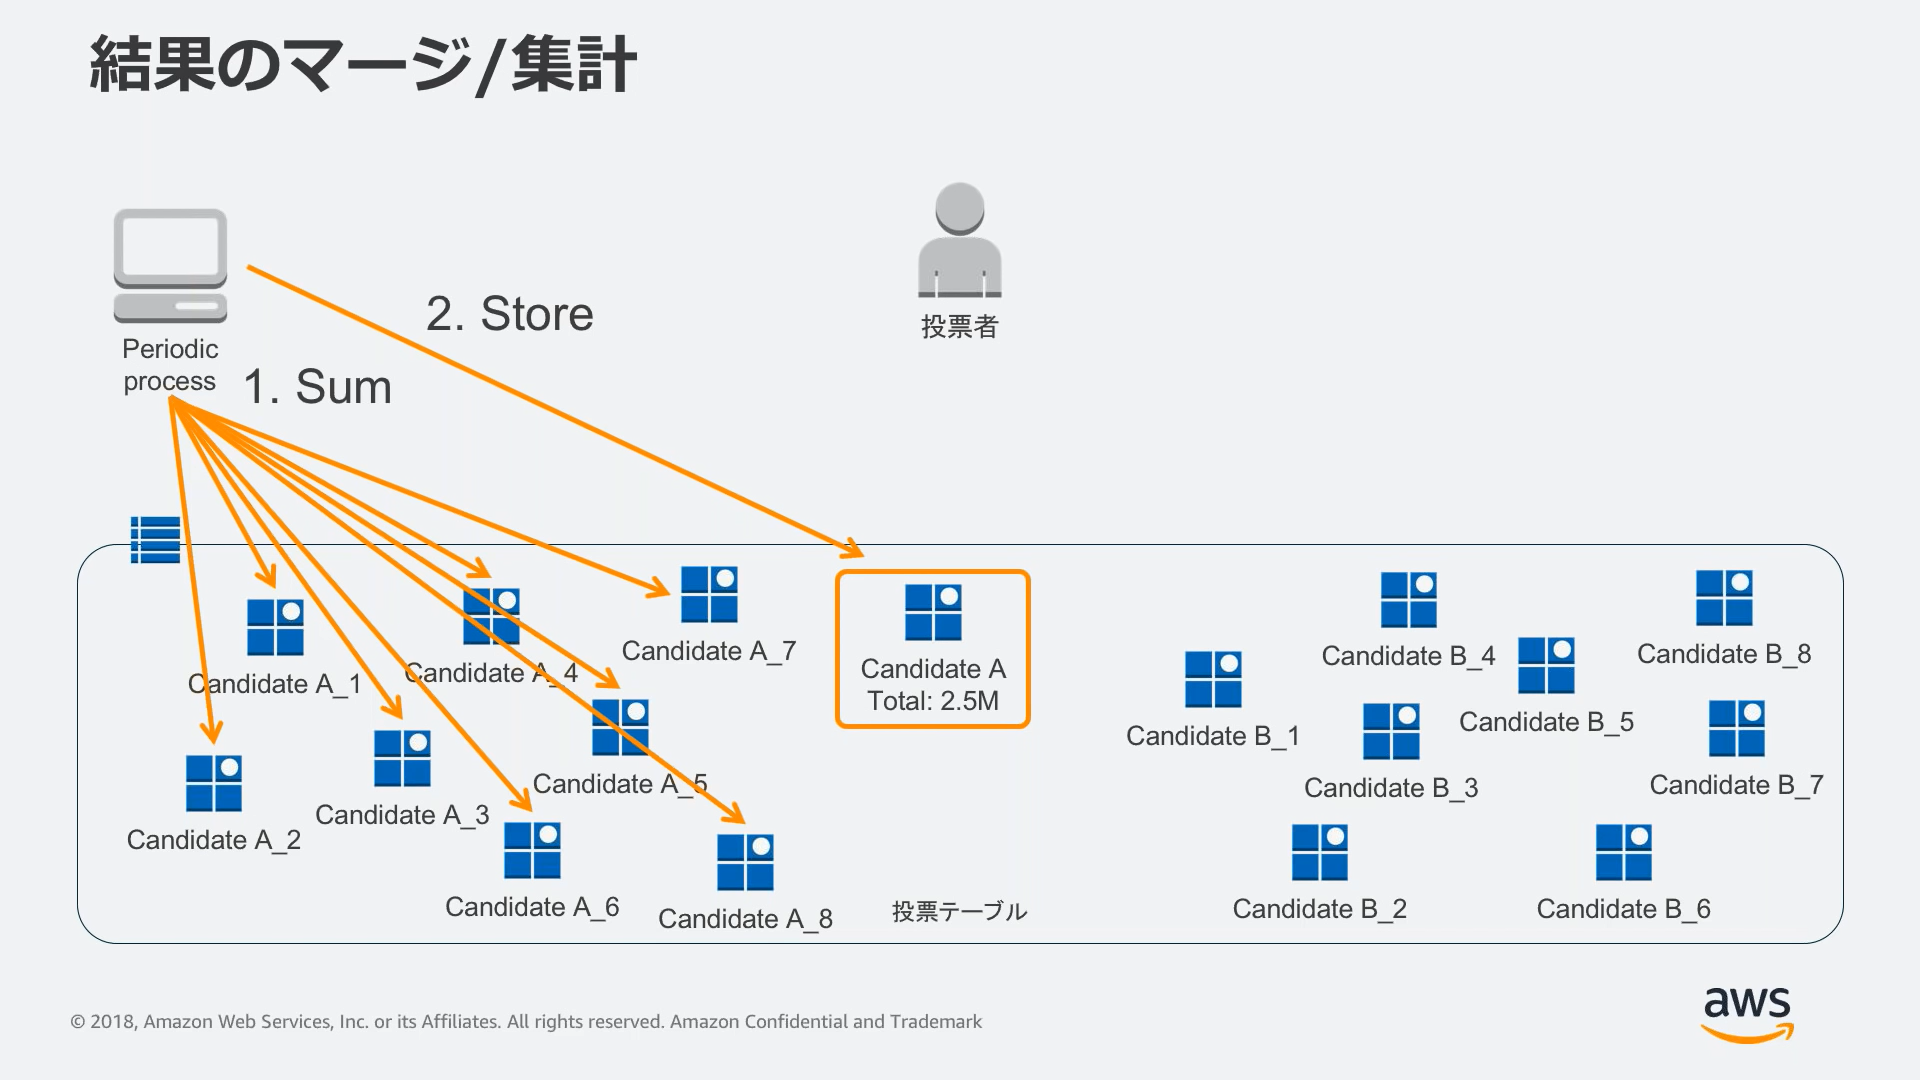 結果のマージ/集計
投票者
2. Store
Periodic
process
1. Sum
Candidate A_1
Candidate A_4
Candidate A_7
Candidate A
Total: 2.5M
Candidate A_2
Candidate A_3
Candidate A_5
Candidate A_6
Candidate A_8
投票テーブル
Candidate B_4
Candidate B_8
Candidate B_1
Candidate B_5
Candidate B_3
Candidate B_7
Candidate B_2
Candidate B_6
© 2018, Amazon Web Services, Inc. or its Affiliates. All rights reserved. Amazon Confidential and Trademark
aws